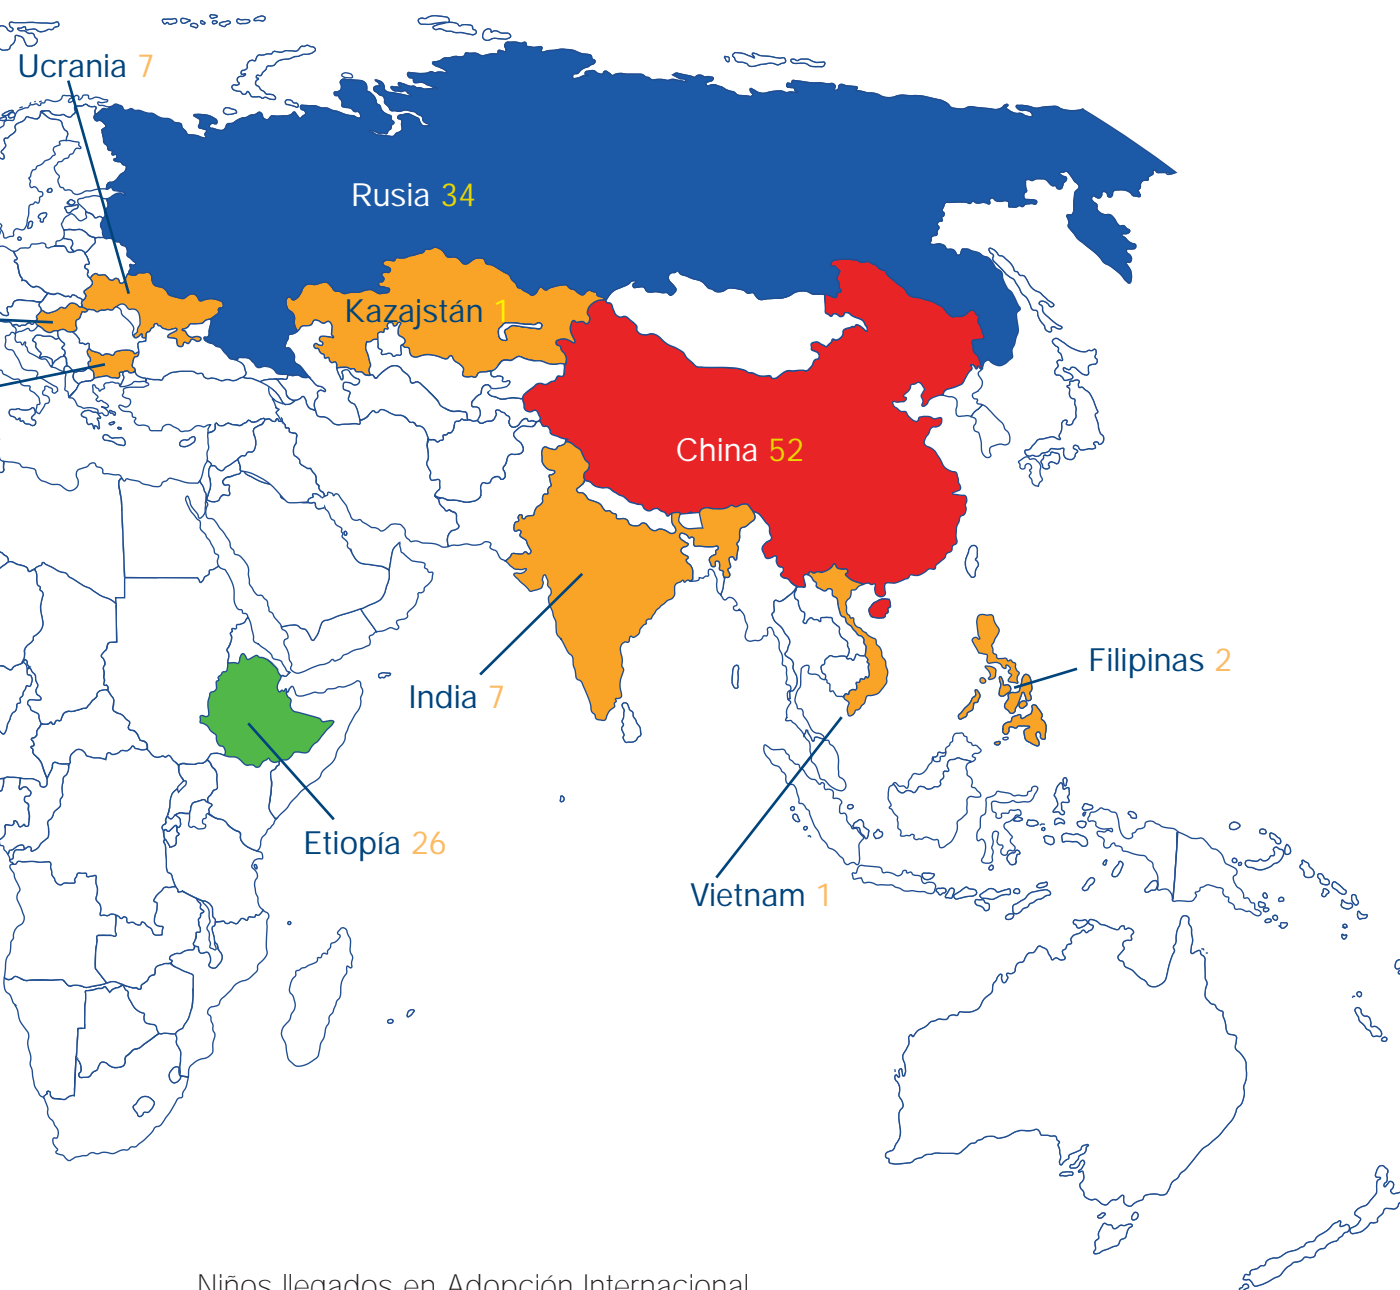 Ucrania 7
Rusia 34
Kazajstán 1
China 52
Filipinas 2
India 7
Etiopía 26
Vietnam 1
Niños llegados en Adopción Internacional